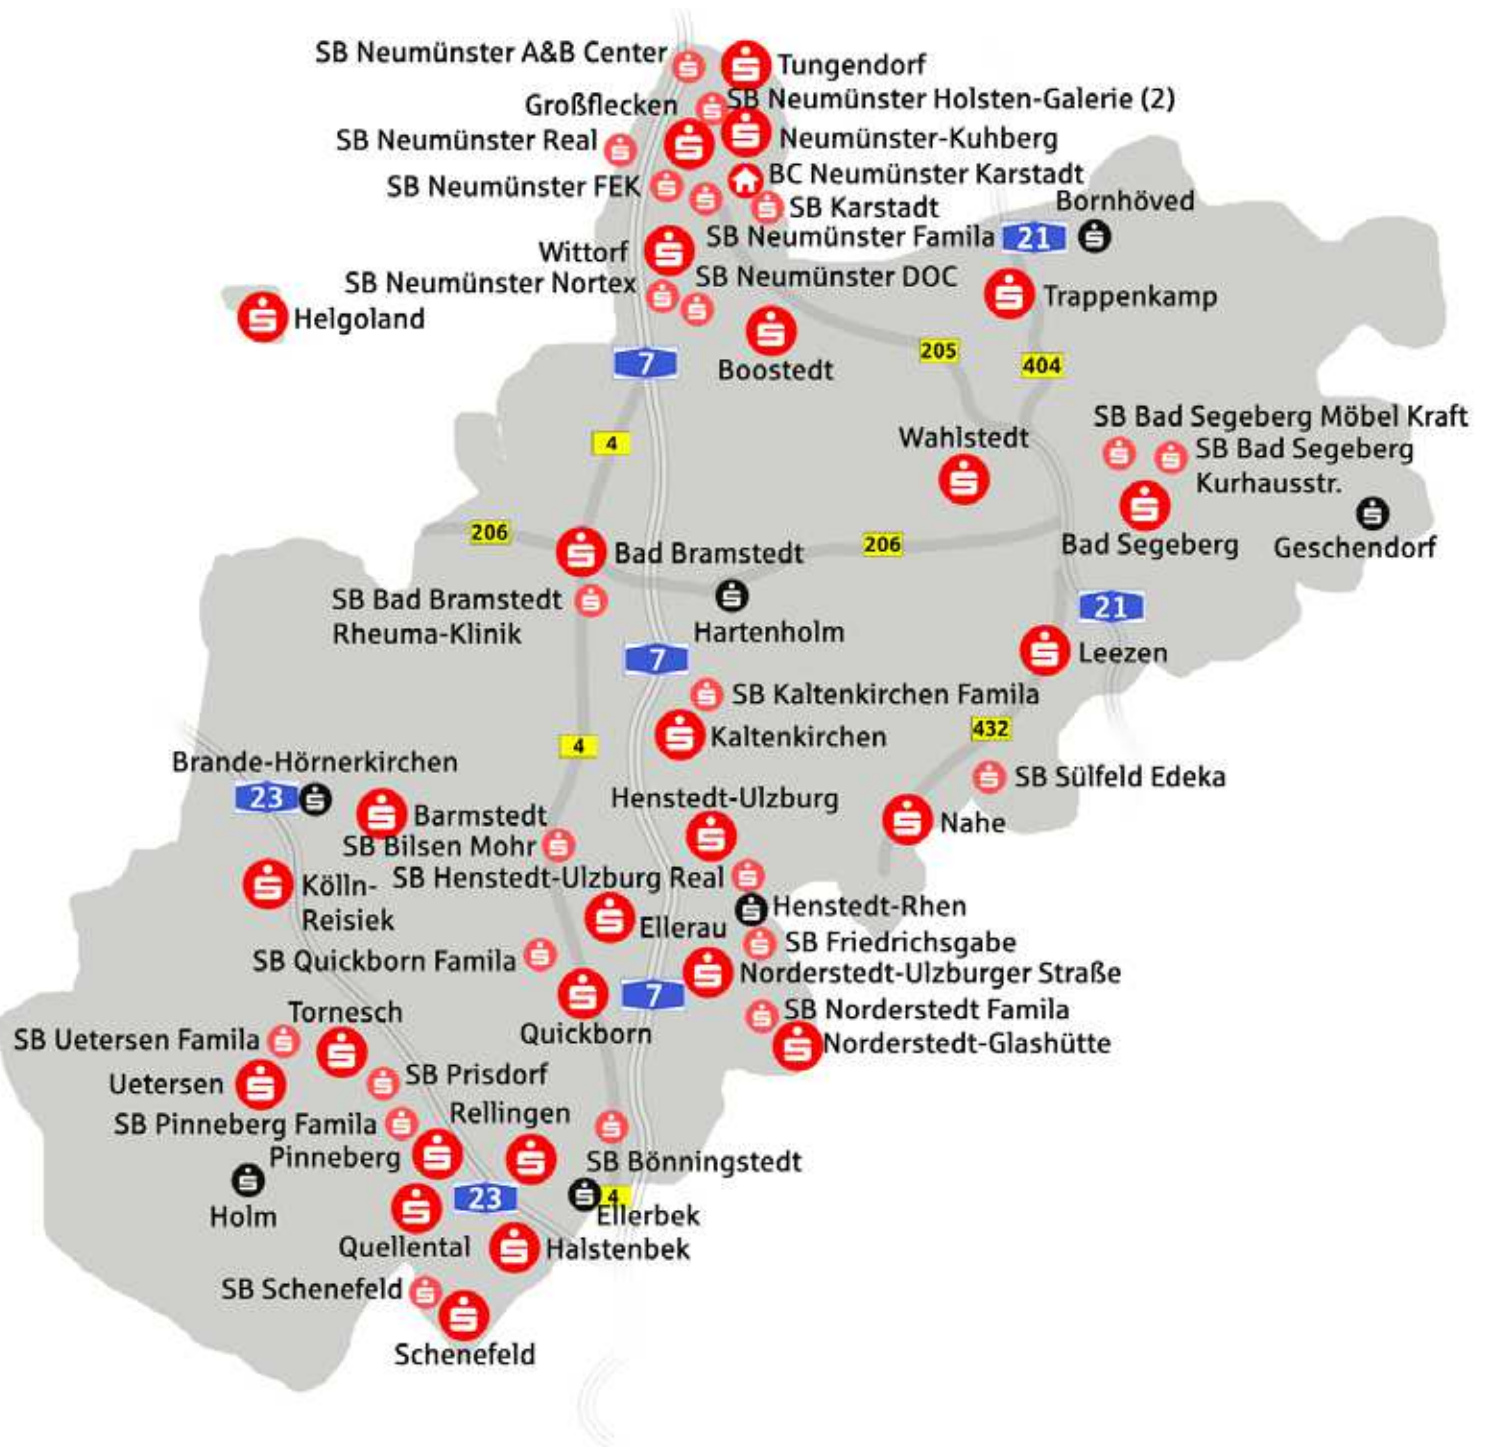 SB Neumünster A&B Center
Tungendorf
Großflecken
SB Neumünster Holsten-Galerie (2)
SB Neumünster Real
Neumünster-Kuhberg
SB Neumünster FEK
BC Neumünster Karstadt
SB Karstadt
Bornhöved
Wittorf
SB Neumünster Famila
21
SB Neumünster Nortex
SB Neumünster DOC
Trappenkamp
Helgoland
7
Boostedt
205
404
4
Wahlstedt
SB Bad Segeberg Möbel Kraft
SB Bad Segeberg
Kurhausstr.
206
Bad Bramstedt
206
Bad Segeberg
Geschendorf
SB Bad Bramstedt
Rheuma-Klinik
Hartenholm
21
7
Leezen
SB Kaltenkirchen Famila
Kaltenkirchen
432
4
Brande-Hörnerkirchen
SB Sülfeld Edeka
23
Barmstedt
Henstedt-Ulzburg
Nahe
SB Bilsen Mohr
SB Henstedt-Ulzburg Real
Kölln-
Reisiek
Henstedt-Rhen
Ellerau
SB Friedrichsgabe
SB Quickborn Famila
Norderstedt-Ulzburger Straße
7
Tornesch
SB Norderstedt Famila
Quickborn
SB Uetersen Famila
Norderstedt-Glashütte
Uetersen
SB Prisdorf
Rellingen
SB Pinneberg Famila
Pinneberg
SB Bönningstedt
23
4
Holm
Ellerbek
Quellental
Halstenbek
SB Schenefeld
Schenefeld